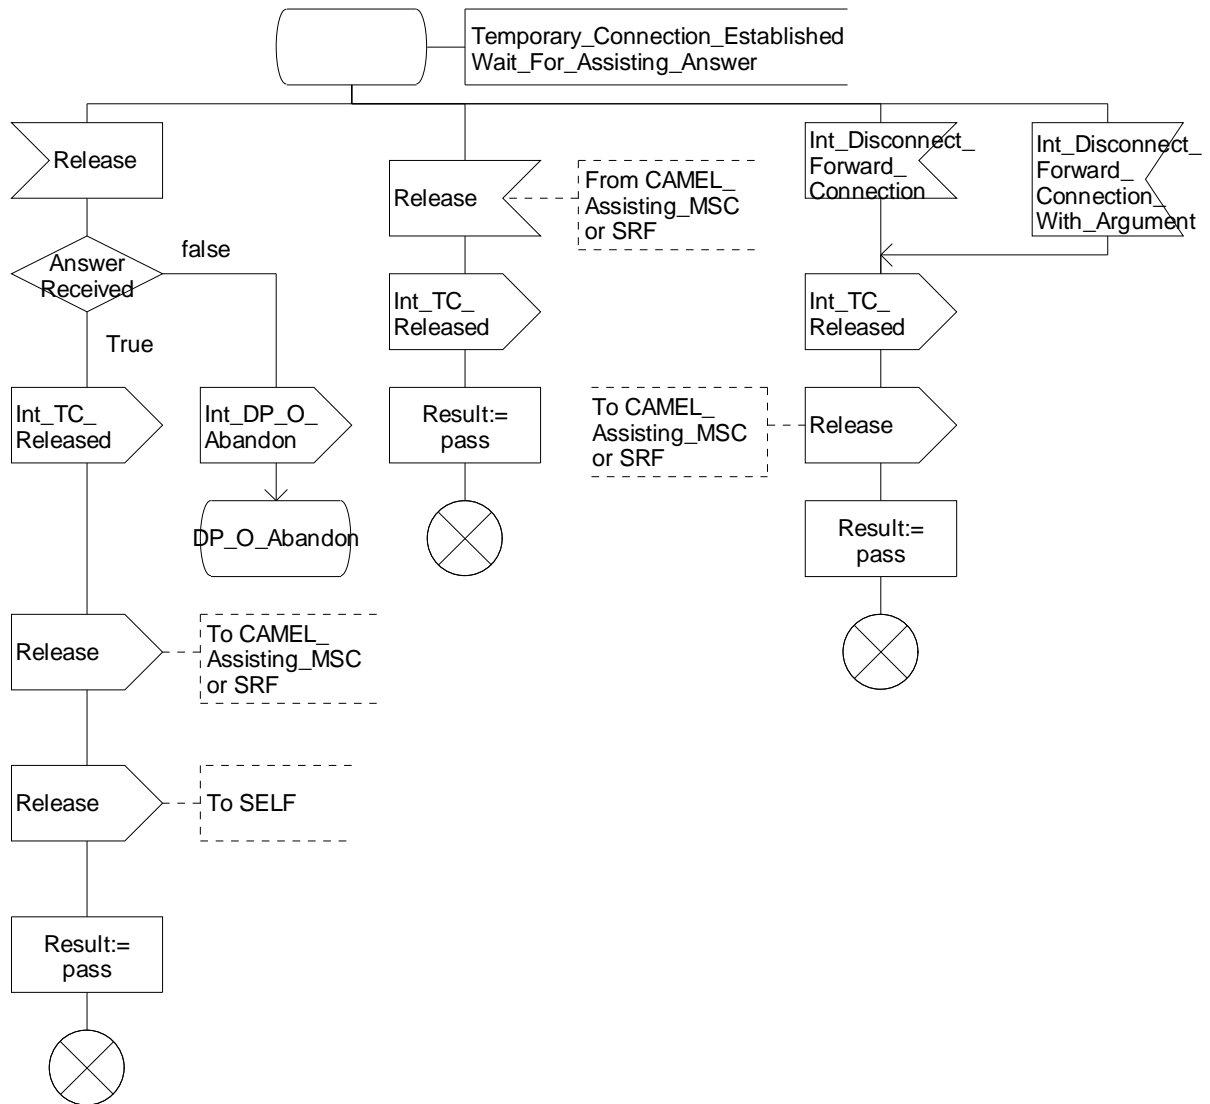 Temporary_Connection_Established
Wait_For_Assisting_Answer
Release
Answer
Received
false
True
Int_TC_
Released
Int_DP_O_
Abandon
DP_O_Abandon
Release
To CAMEL_
Assisting_MSC
or SRF
Release
To SELF
Result:=
pass
Release
From CAMEL_
Assisting_MSC
or SRF
Int_TC_
Released
Result:=
pass
Int_Disconnect_
Forward_
Connection
Int_Disconnect_
Forward_
Connection_
With_Argument
Int_TC_
Released
To CAMEL_
Assisting_MSC
or SRF
Release
Result:=
pass